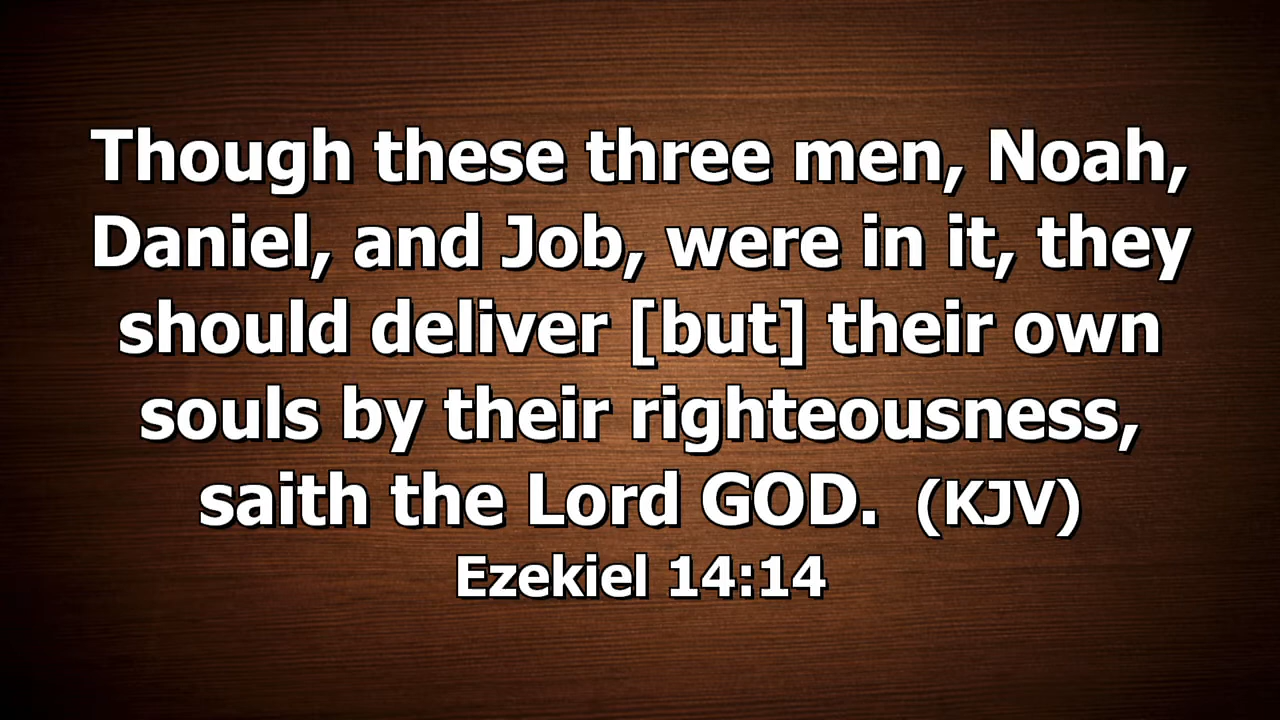 Though these three men, Noah,
Daniel, and Job, were in it, they
should deliver [but] their own
souls by their righteousness,
saith the Lord GOD.  (KJV)
Ezekiel 14:14